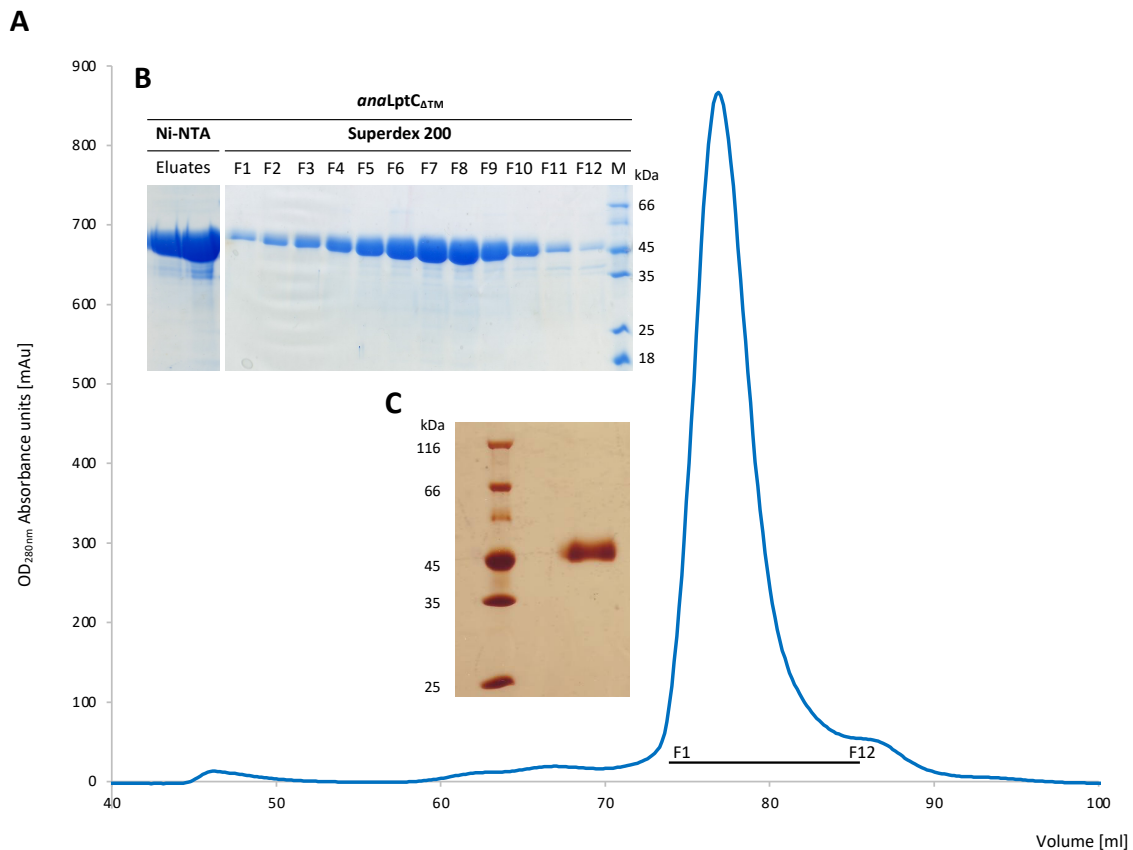 A
B
anaLptCΔTM
Ni-NTA Superdex 200
Eluates F1 F2 F3 F4 F5 F6 F7 F8 F9 F10 F11 F12 M kDa
66
45
35
25
18
C
kDa
116
66
45
35
25
900
800
700
600
500
400
300
200
100
0
OD280nm Absorbance units [mAu]
F1 F12
40 50 60 70 80 90 100
Volume [ml]